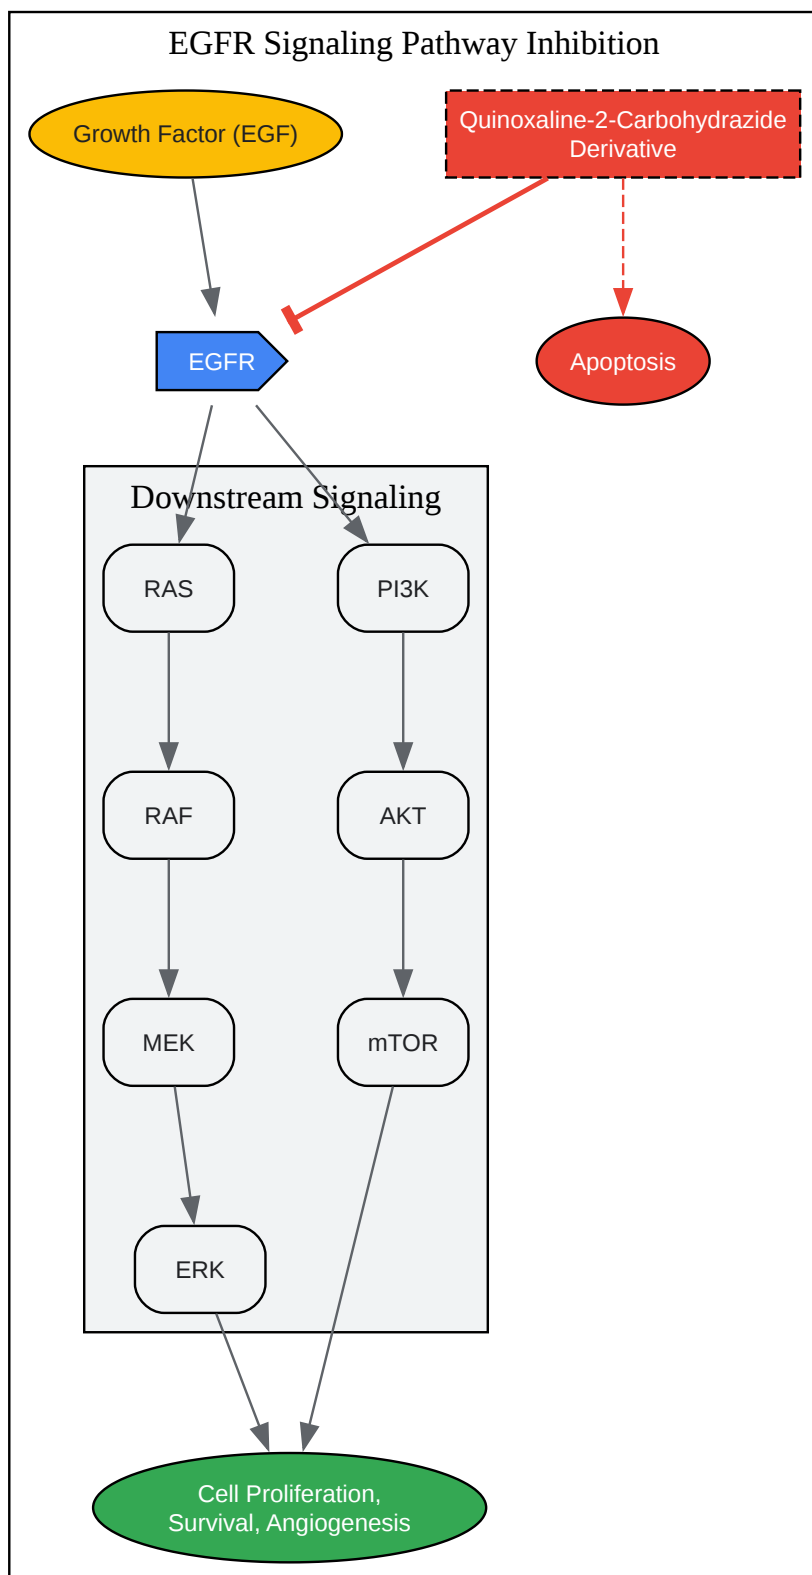 EGFR Signaling Pathway Inhibition
Growth Factor (EGF)
Quinoxaline-2-Carbohydrazide
Derivative
EGFR
Apoptosis
Downstream Signaling
RAS
PI3K
RAF
AKT
MEK
mTOR
ERK
Cell Proliferation,
Survival, Angiogenesis